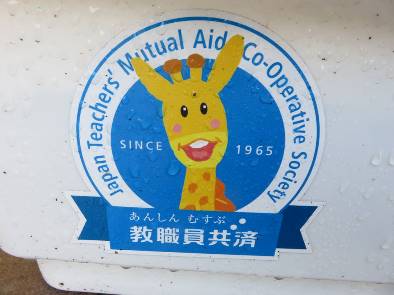 Japan Teachers' Mutual Aid Co-Operative Society
SINCE 1965
あんしん むすぶ
教職員共済